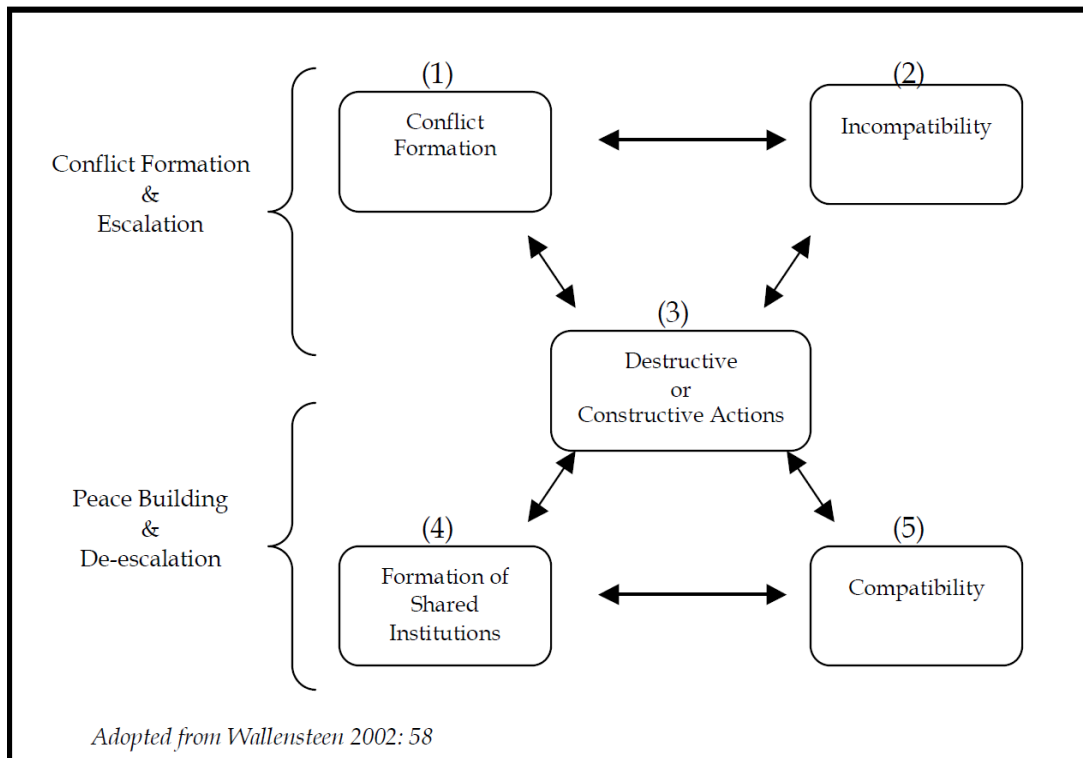 (1)
Conflict
Formation
(2)
Incompatibility
Conflict Formation
&
Escalation
(3)
Destructive
or
Constructive Actions
Peace Building
&
De-escalation
(4)
Formation of
Shared
Institutions
(5)
Compatibility
Adopted from Wallensteen 2002: 58